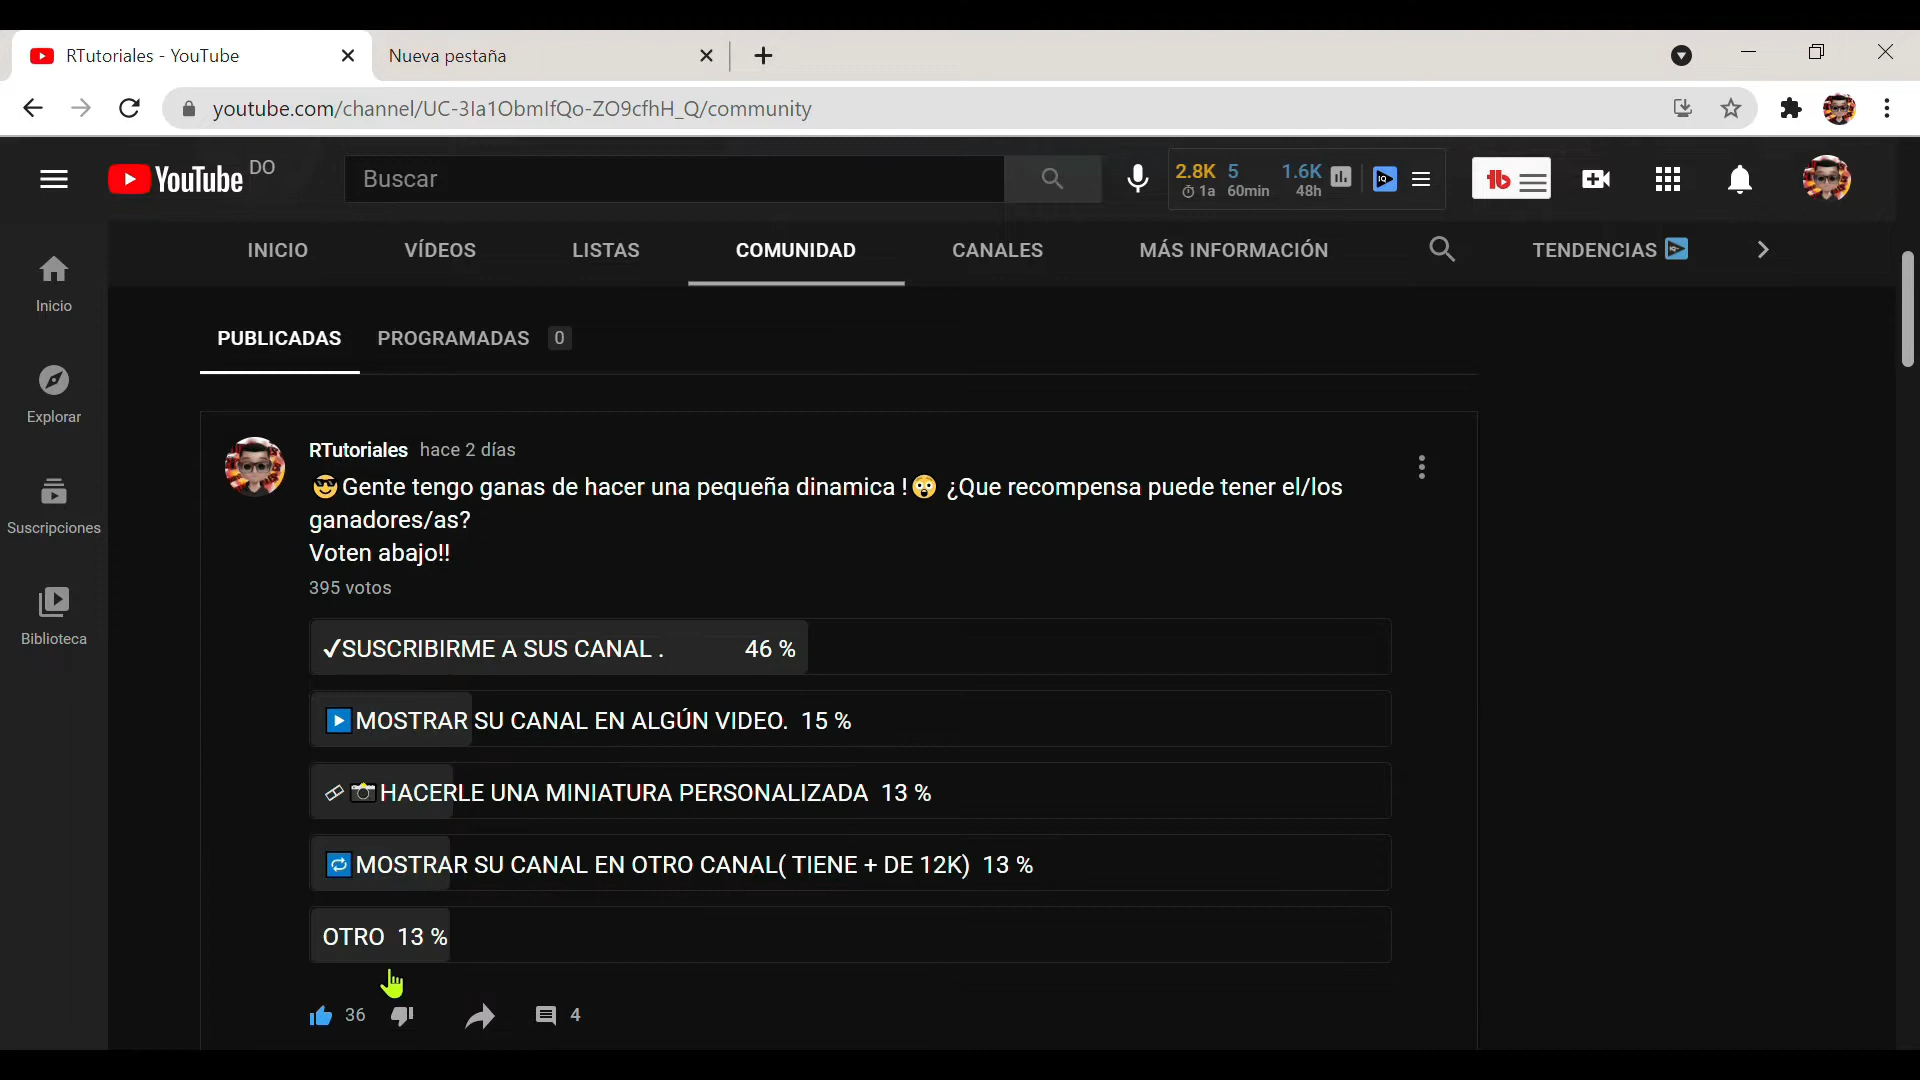 RTutoriales - YouTube
Nueva pestaña
youtube.com/channel/UC-3Ia1ObmIfQo-ZO9cfhH_Q/community
YouTube DO
Buscar
2.8K 5 1.6K
1a 60min 48h
IQ
tb
INICIO VÍDEOS LISTAS COMUNIDAD CANALES MÁS INFORMACIÓN TENDENCIAS
Inicio
Explorar
Suscripciones
Biblioteca
PUBLICADAS PROGRAMADAS 0
RTutoriales hace 2 días
😎Gente tengo ganas de hacer una pequeña dinamica !😲 ¿Que recompensa puede tener el/los
ganadores/as?
Voten abajo!!
395 votos
✔SUSCRIBIRME A SUS CANAL . 46 %
▶️MOSTRAR SU CANAL EN ALGÚN VIDEO. 15 %
HACERLE UNA MINIATURA PERSONALIZADA 13 %
🔁MOSTRAR SU CANAL EN OTRO CANAL( TIENE + DE 12K) 13 %
OTRO 13 %
36
4